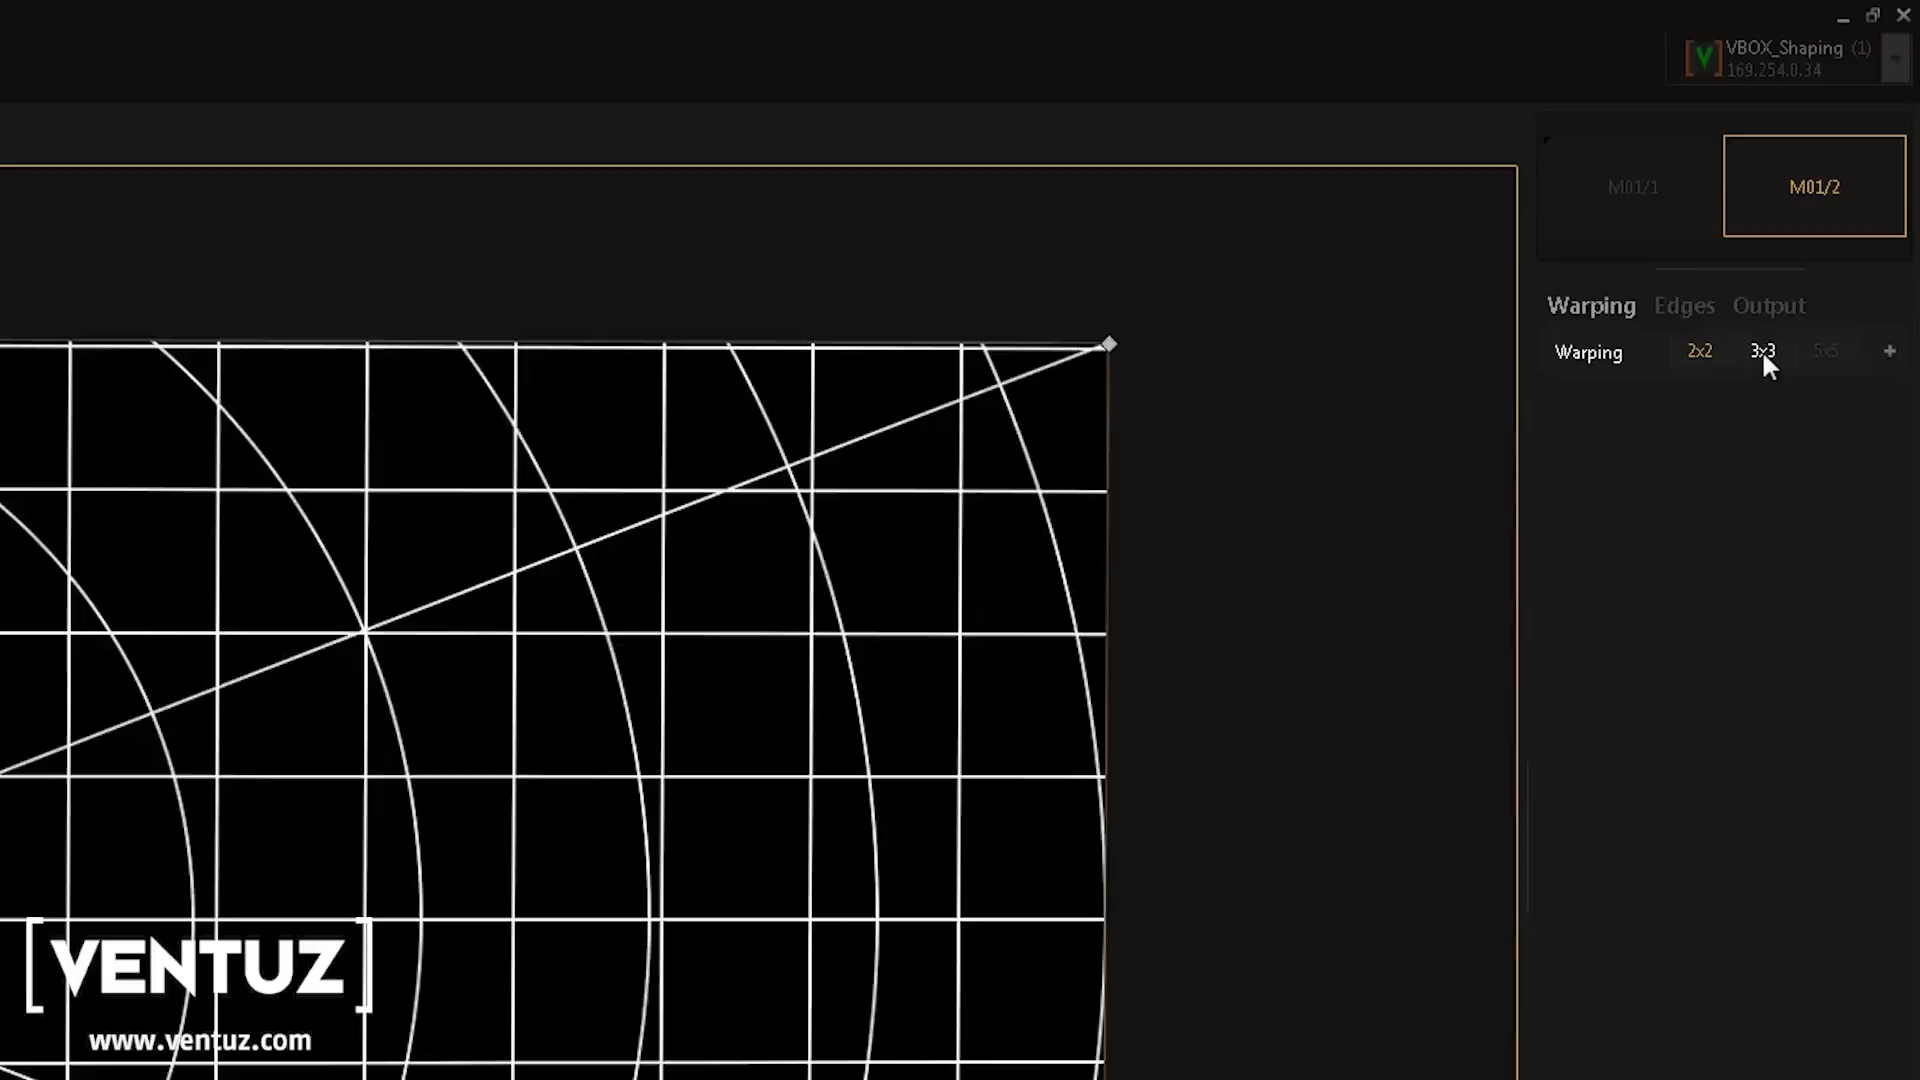 VBOX_Shaping (1)
169.254.0.34
M01/1 M01/2
Warping Edges Output
Warping 2x2 3x3 5x5 +
[VENTUZ]
www.ventuz.com